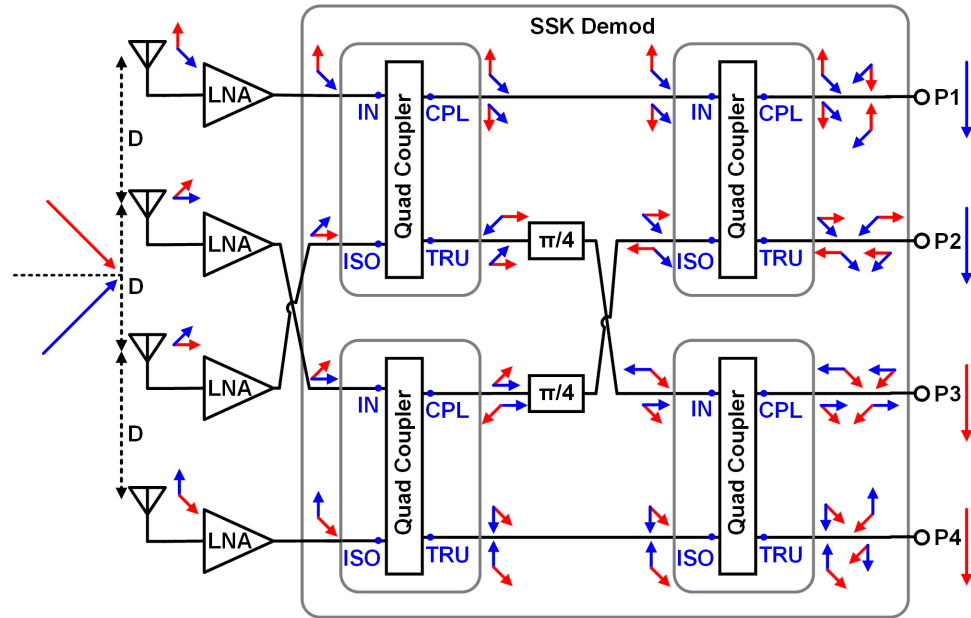 SSK Demod
LNA
IN
CPL
Quad Coupler
ISO
TRU
IN
CPL
Quad Coupler
ISO
TRU
P1
D
LNA
π/4
P2
D
LNA
IN
CPL
Quad Coupler
ISO
TRU
π/4
IN
CPL
Quad Coupler
ISO
TRU
P3
D
LNA
P4